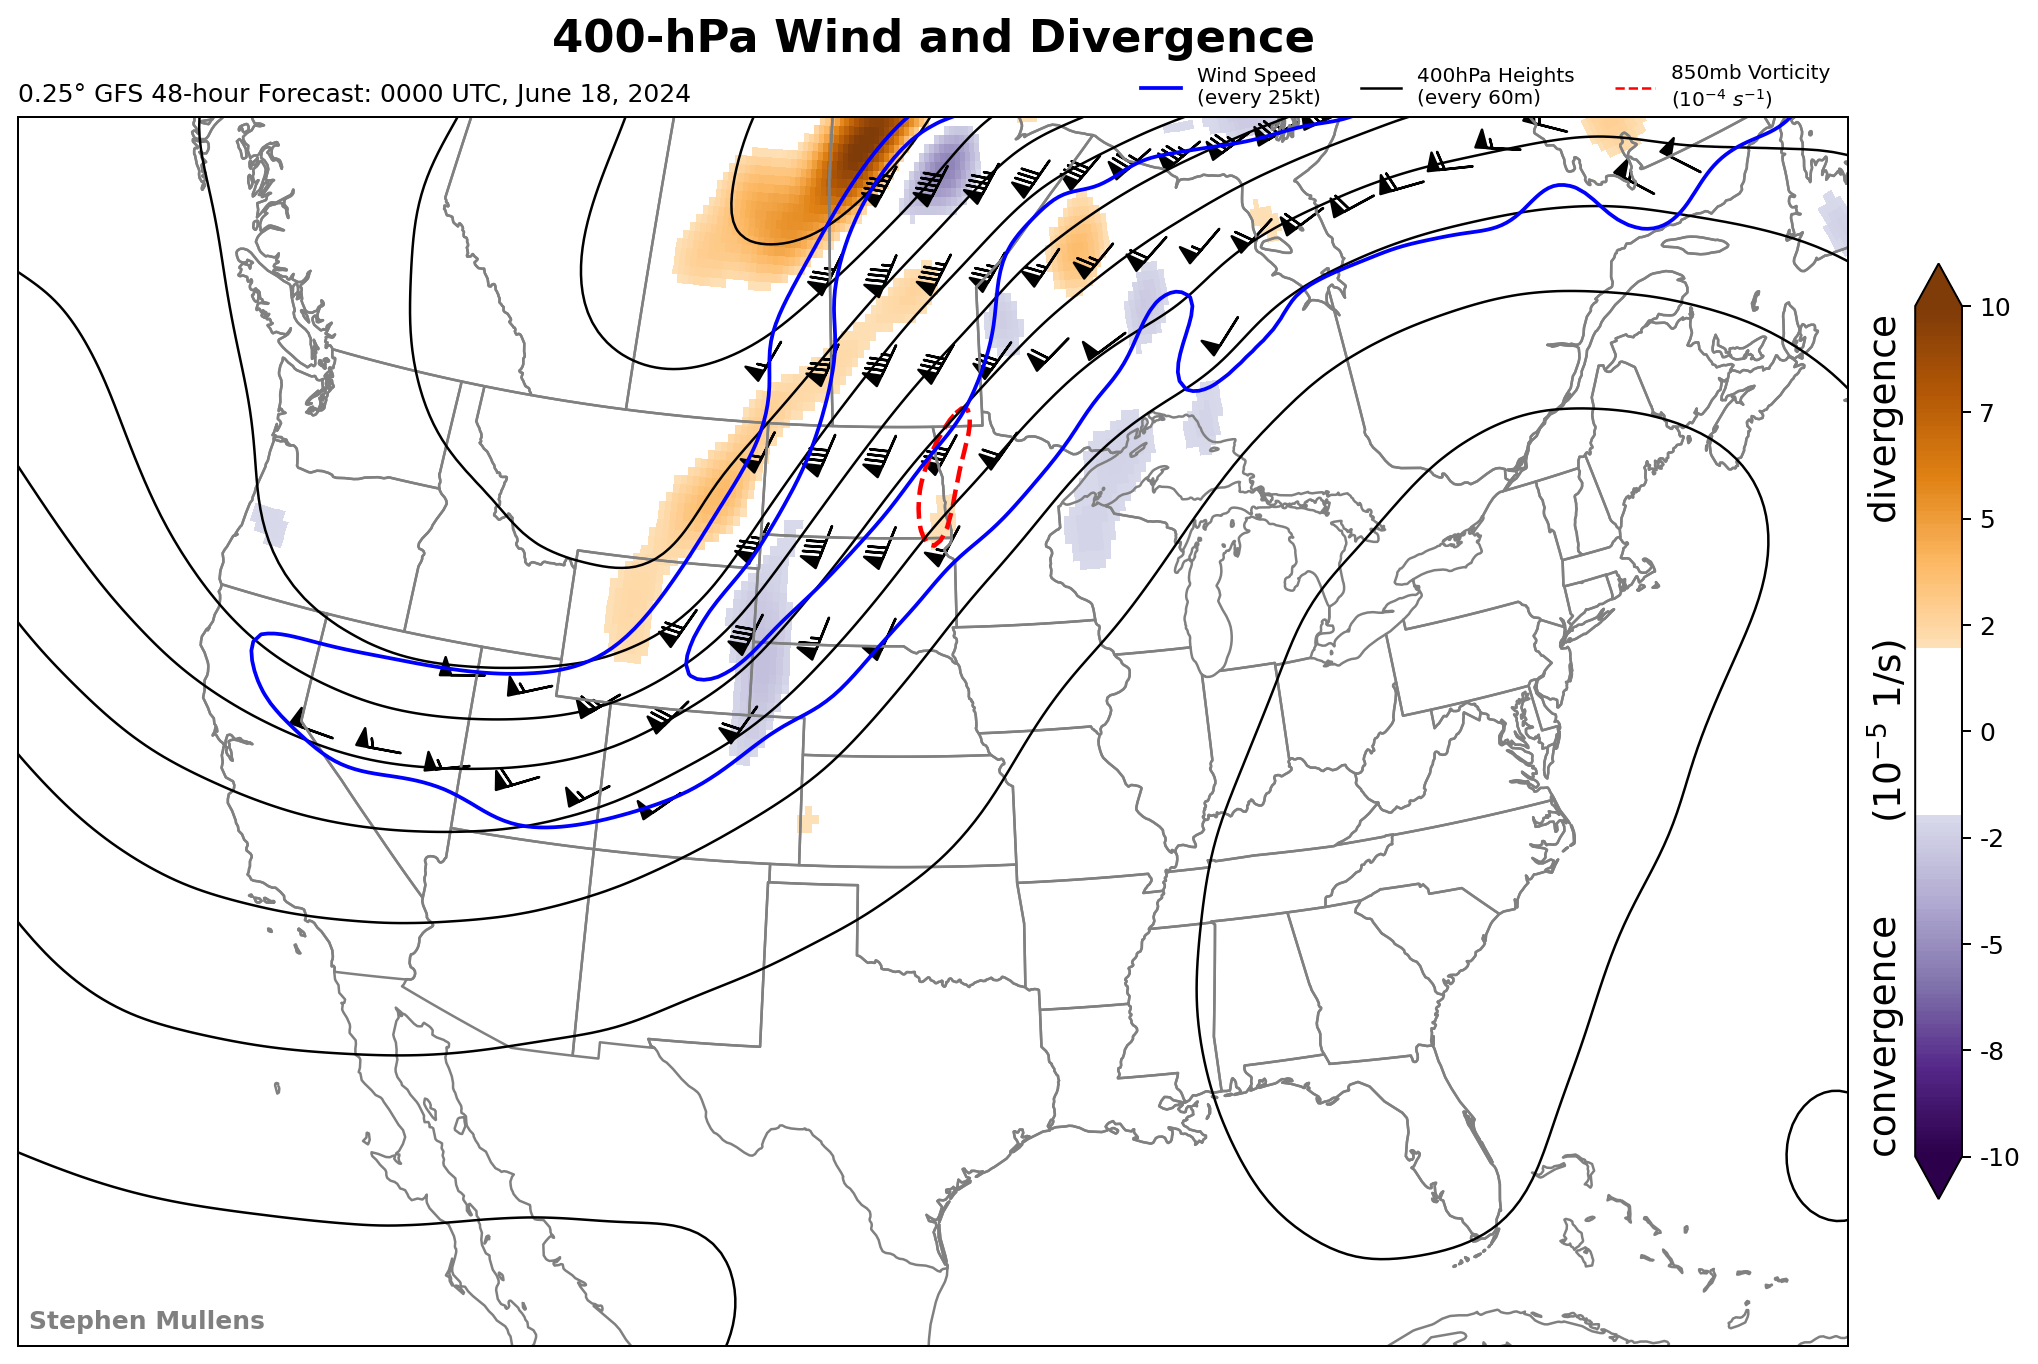 400-hPa Wind and Divergence
0.25° GFS 48-hour Forecast: 0000 UTC, June 18, 2024
Wind Speed
(every 25kt)
400hPa Heights
(every 60m)
850mb Vorticity
(10⁻⁴ s⁻¹)
10
7
5
2
0
-2
-5
-8
-10
convergence (10⁻⁵ 1/s) divergence
Stephen Mullens